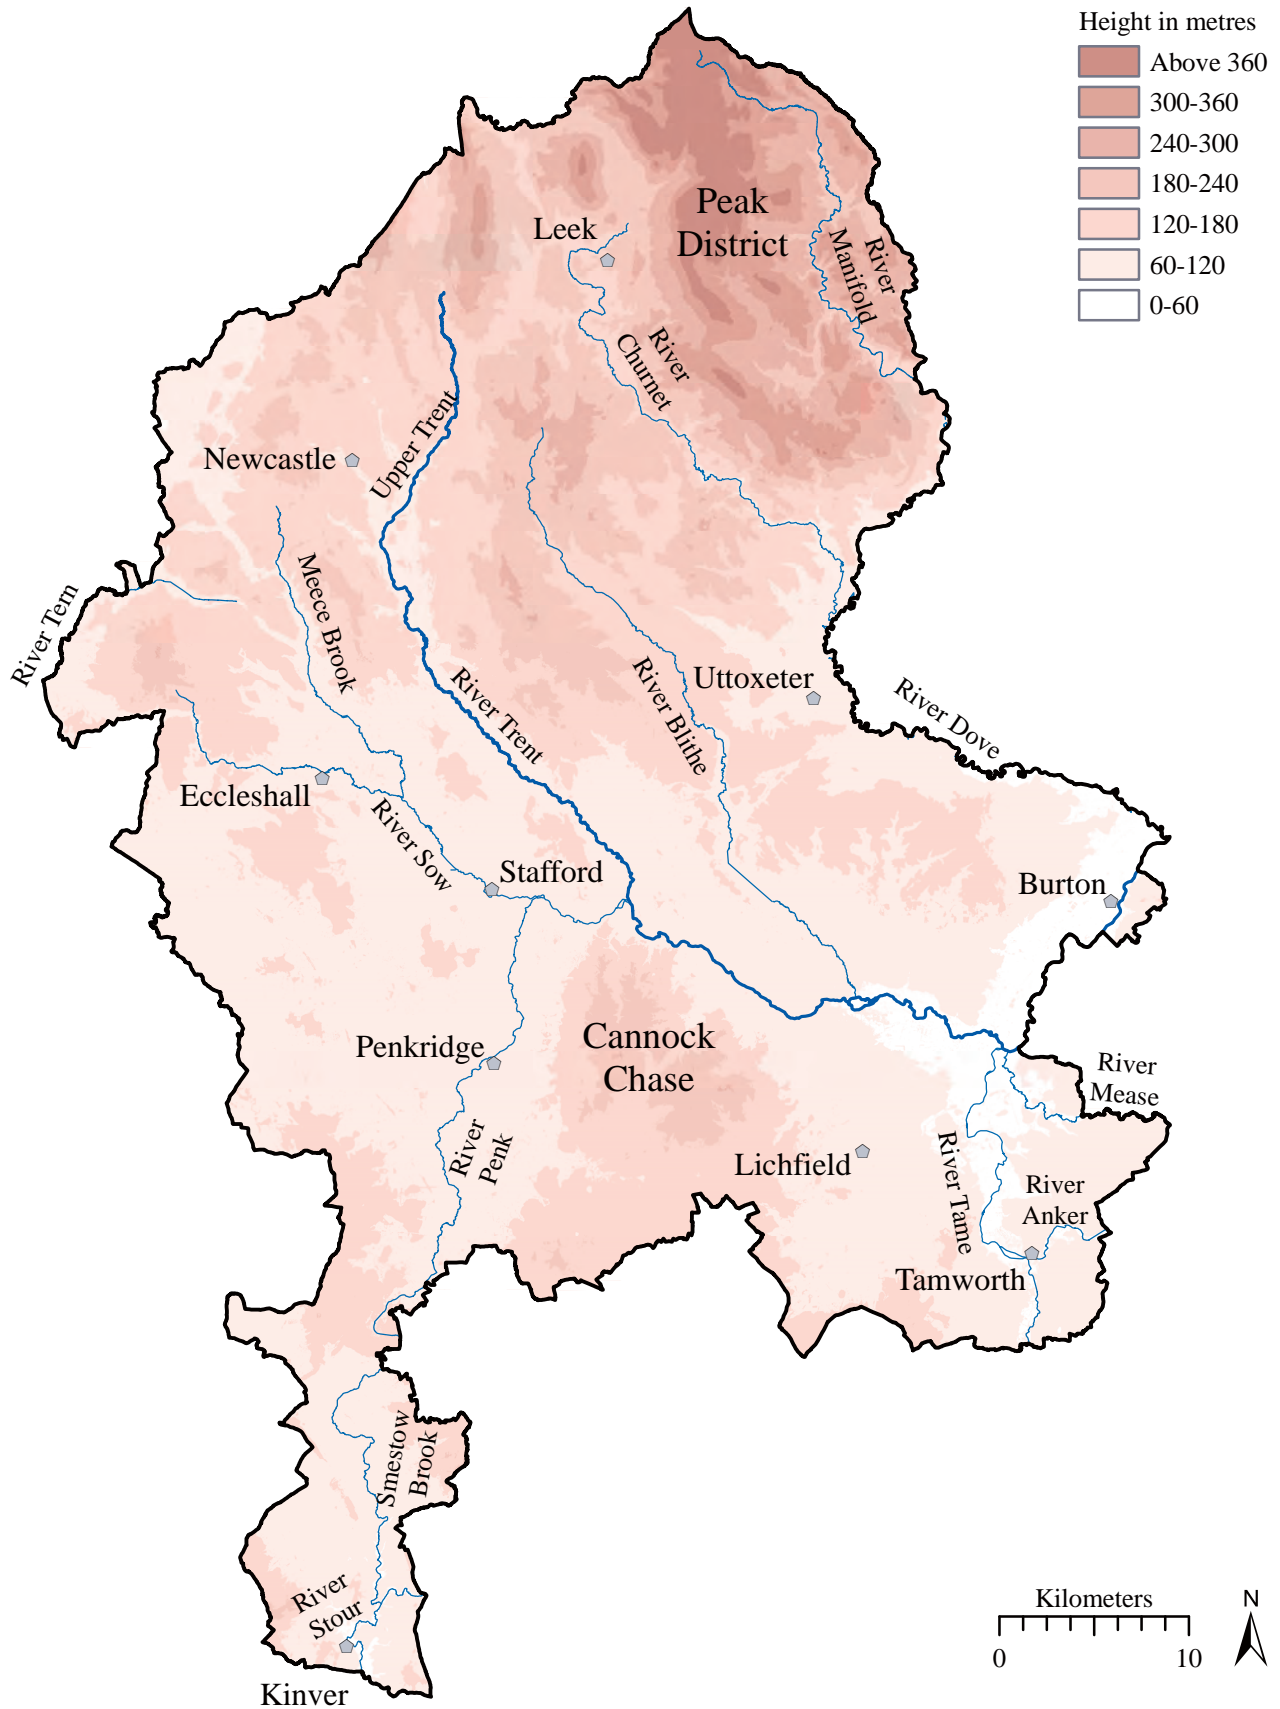 Height in metres
Above 360
300-360
240-300
180-240
120-180
60-120
0-60
Peak
District
Leek
River
Manifold
River
Churnet
Upper Trent
Newcastle
Meece Brook
River Tern
River Trent
River Blithe
Uttoxeter
River Dove
Eccleshall
River Sow
Stafford
Burton
Cannock
Chase
Penkridge
River
Penk
River
Mease
Lichfield
River Tame
River
Anker
Tamworth
Smestow
Brook
River
Stour
Kinver
Kilometers
0
10
N